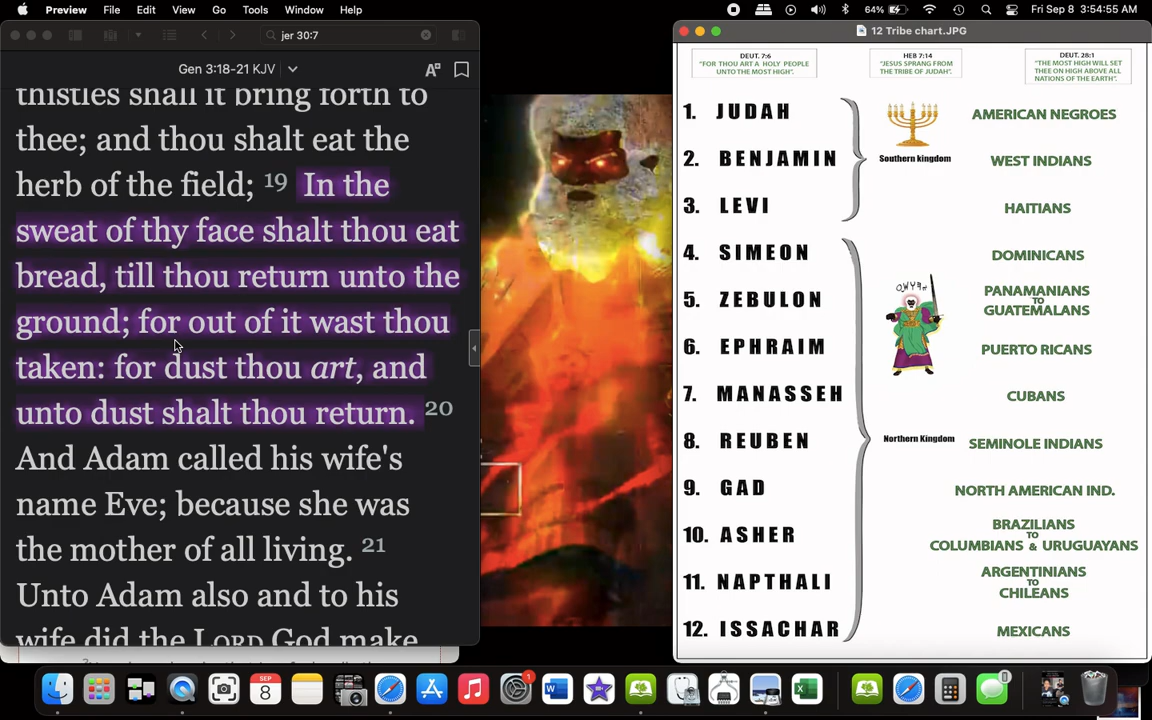 Preview File Edit View Go Tools Window Help
64% Fri Sep 8 3:54:55 AM
jer 30:7
Gen 3:18-21 KJV
thistles shall it bring forth to
thee; and thou shalt eat the
herb of the field; 19 In the
sweat of thy face shalt thou eat
bread, till thou return unto the
ground; for out of it wast thou
taken: for dust thou art, and
unto dust shalt thou return. 20
And Adam called his wife's
name Eve; because she was
the mother of all living. 21
Unto Adam also and to his
wife did the LORD God make
12 Tribe chart.JPG
DEUT. 7:6
"FOR THOU ART A HOLY PEOPLE
UNTO THE MOST HIGH".
HEB 7:14
"JESUS SPRANG FROM
THE TRIBE OF JUDAH".
DEUT. 28:1
"THE MOST HIGH WILL SET
THEE ON HIGH ABOVE ALL
NATIONS OF THE EARTH".
1. JUDAH
AMERICAN NEGROES
2. BENJAMIN
Southern kingdom
WEST INDIANS
3. LEVI
HAITIANS
4. SIMEON
DOMINICANS
5. ZEBULON
PANAMANIANS
TO
GUATEMALANS
6. EPHRAIM
PUERTO RICANS
7. MANASSEH
CUBANS
8. REUBEN
Northern Kingdom
SEMINOLE INDIANS
9. GAD
NORTH AMERICAN IND.
10. ASHER
BRAZILIANS
TO
COLUMBIANS & URUGUAYANS
11. NAPTHALI
ARGENTINIANS
TO
CHILEANS
12. ISSACHAR
MEXICANS
SEP
8
1